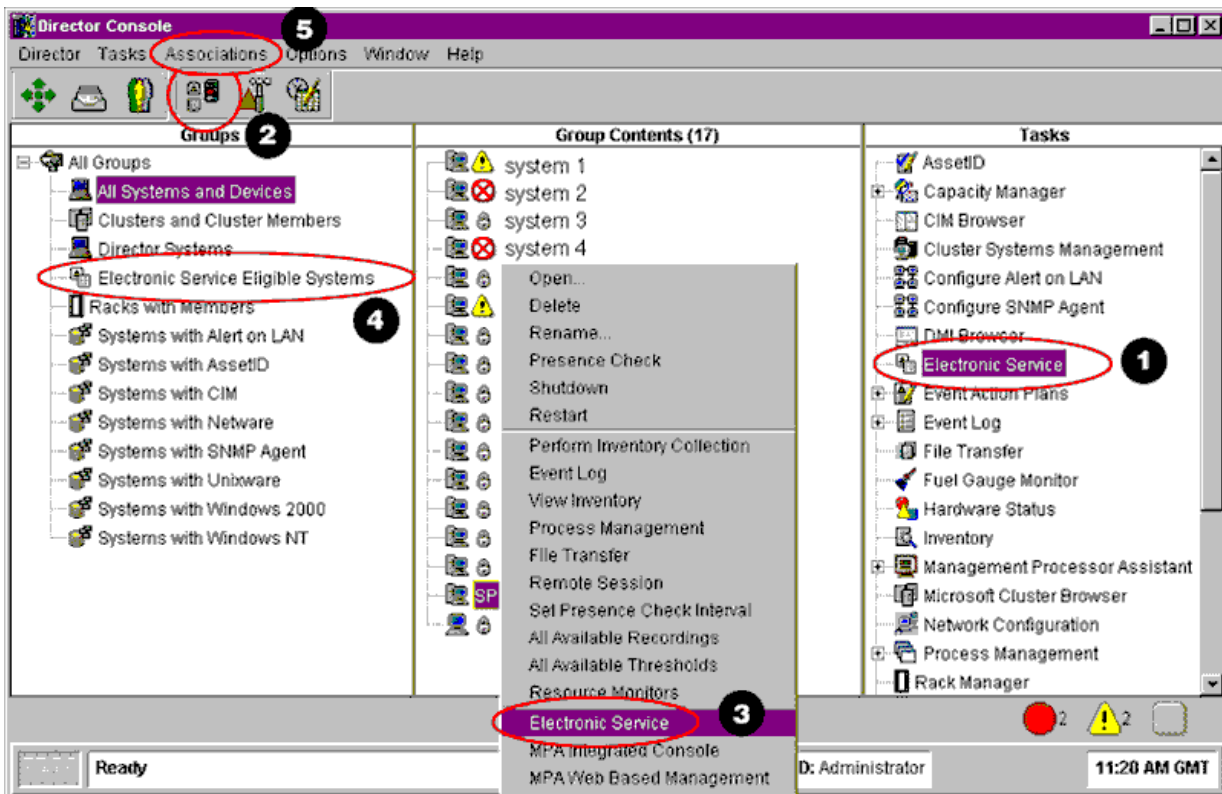 Director Console
5
Director Tasks Associations Options Window Help
2
Groups
All Groups
All Systems and Devices
Clusters and Cluster Members
Director Systems
Electronic Service Eligible Systems
4
Racks with Members
Systems with Alert on LAN
Systems with AssetID
Systems with CIM
Systems with Netware
Systems with SNMP Agent
Systems with Unixware
Systems with Windows 2000
Systems with Windows NT
Group Contents (17)
system 1
system 2
system 3
system 4
SP
Open...
Delete
Rename...
Presence Check
Shutdown
Restart
Perform Inventory Collection
Event Log
View Inventory
Process Management
File Transfer
Remote Session
Set Presence Check Interval
All Available Recordings
All Available Thresholds
Resource Monitors
Electronic Service
3
MPA Integrated Console
MPA Web Based Management
Tasks
AssetID
Capacity Manager
CIM Browser
Cluster Systems Management
Configure Alert on LAN
Configure SNMP Agent
DMI Browser
Electronic Service
1
Event Action Plans
Event Log
File Transfer
Fuel Gauge Monitor
Hardware Status
Inventory
Management Processor Assistant
Microsoft Cluster Browser
Network Configuration
Process Management
Rack Manager
2
2
Ready
D: Administrator
11:20 AM GMT